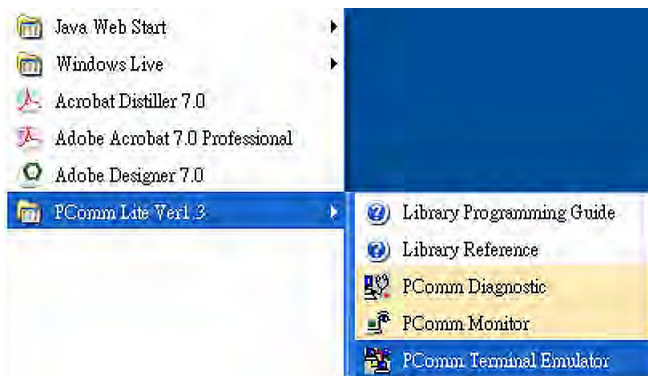 Java Web Start
Windows Live
Acrobat Distiller 7.0
Adobe Acrobat 7.0 Professional
Adobe Designer 7.0
PComm Lite Ver1.3
Library Programming Guide
Library Reference
PComm Diagnostic
PComm Monitor
PComm Terminal Emulator